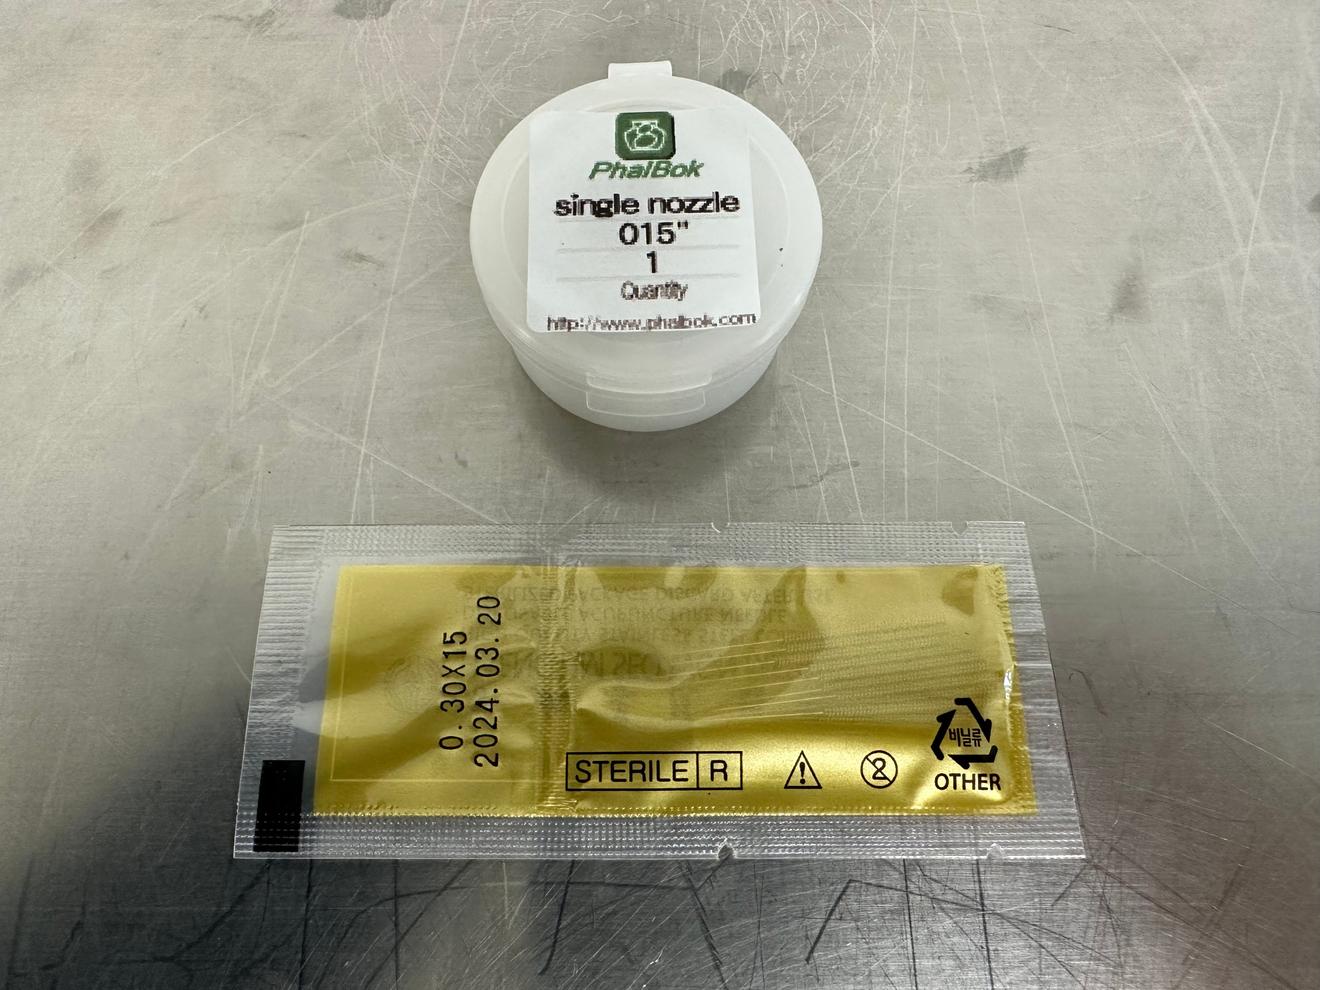 PhalBok
single nozzle
015"
1
Quantity
http://www.phalbok.com
0.30X15
2024.03.20
STERILE R
비닐류
OTHER